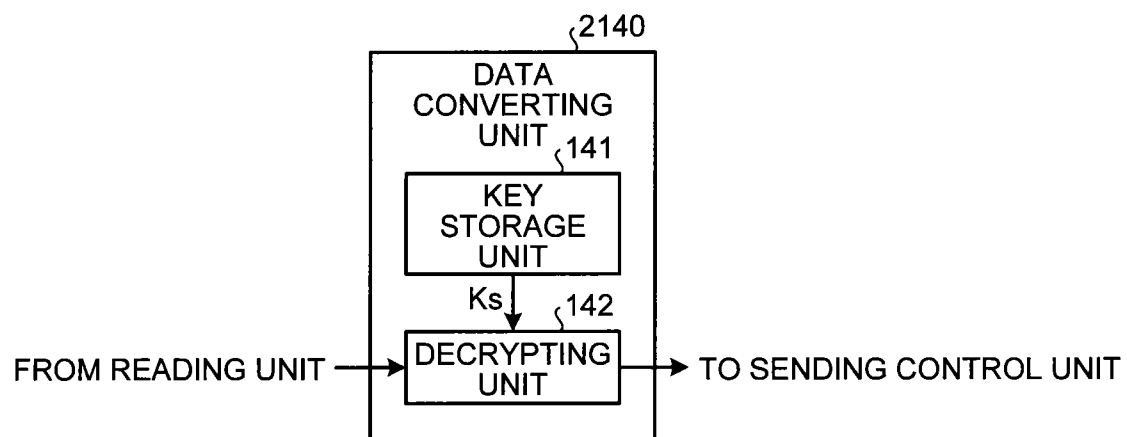 2140
DATA
CONVERTING
UNIT
141
KEY
STORAGE
UNIT
Ks
142
FROM READING UNIT
DECRYPTING
UNIT
TO SENDING CONTROL UNIT